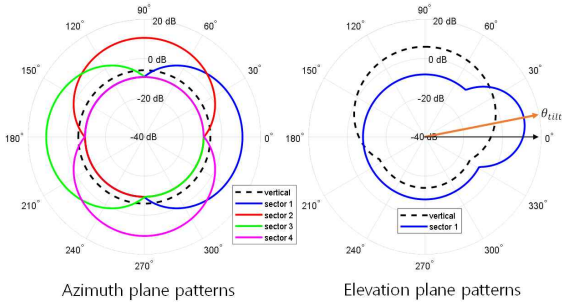 90°
20 dB
120°
60°
0 dB
150°
30°
-20 dB
180°
-40 dB
0°
210°
330°
240°
300°
270°
vertical
sector 1
sector 2
sector 3
sector 4
Azimuth plane patterns
90°
20 dB
120°
60°
0 dB
150°
30°
-20 dB
θtilt
180°
-40 dB
0°
210°
330°
240°
300°
270°
vertical
sector 1
Elevation plane patterns